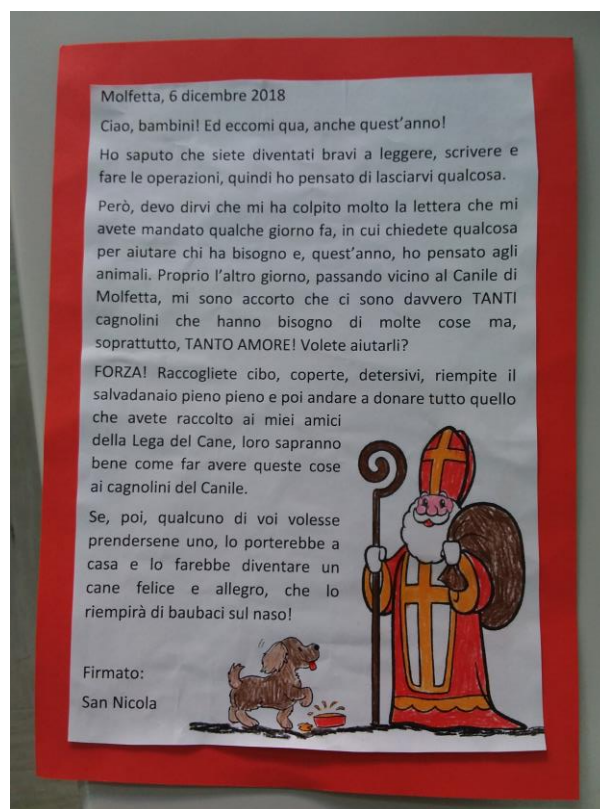 Molfetta, 6 dicembre 2018
Ciao, bambini! Ed eccomi qua, anche quest'anno!
Ho saputo che siete diventati bravi a leggere, scrivere e
fare le operazioni, quindi ho pensato di lasciarvi qualcosa.
Però, devo dirvi che mi ha colpito molto la lettera che mi
avete mandato qualche giorno fa, in cui chiedete qualcosa
per aiutare chi ha bisogno e, quest'anno, ho pensato agli
animali. Proprio l'altro giorno, passando vicino al Canile di
Molfetta, mi sono accorto che ci sono davvero TANTI
cagnolini che hanno bisogno di molte cose ma,
soprattutto, TANTO AMORE! Volete aiutarli?
FORZA! Raccogliete cibo, coperte, detersivi, riempite il
salvadanaio pieno pieno e poi andare a donare tutto quello
che avete raccolto ai miei amici
della Lega del Cane, loro sapranno
bene come far avere queste cose
ai cagnolini del Canile.
Se, poi, qualcuno di voi volesse
prendersene uno, lo porterebbe a
casa e lo farebbe diventare un
cane felice e allegro, che lo
riempirà di baubaci sul naso!
Firmato:
San Nicola